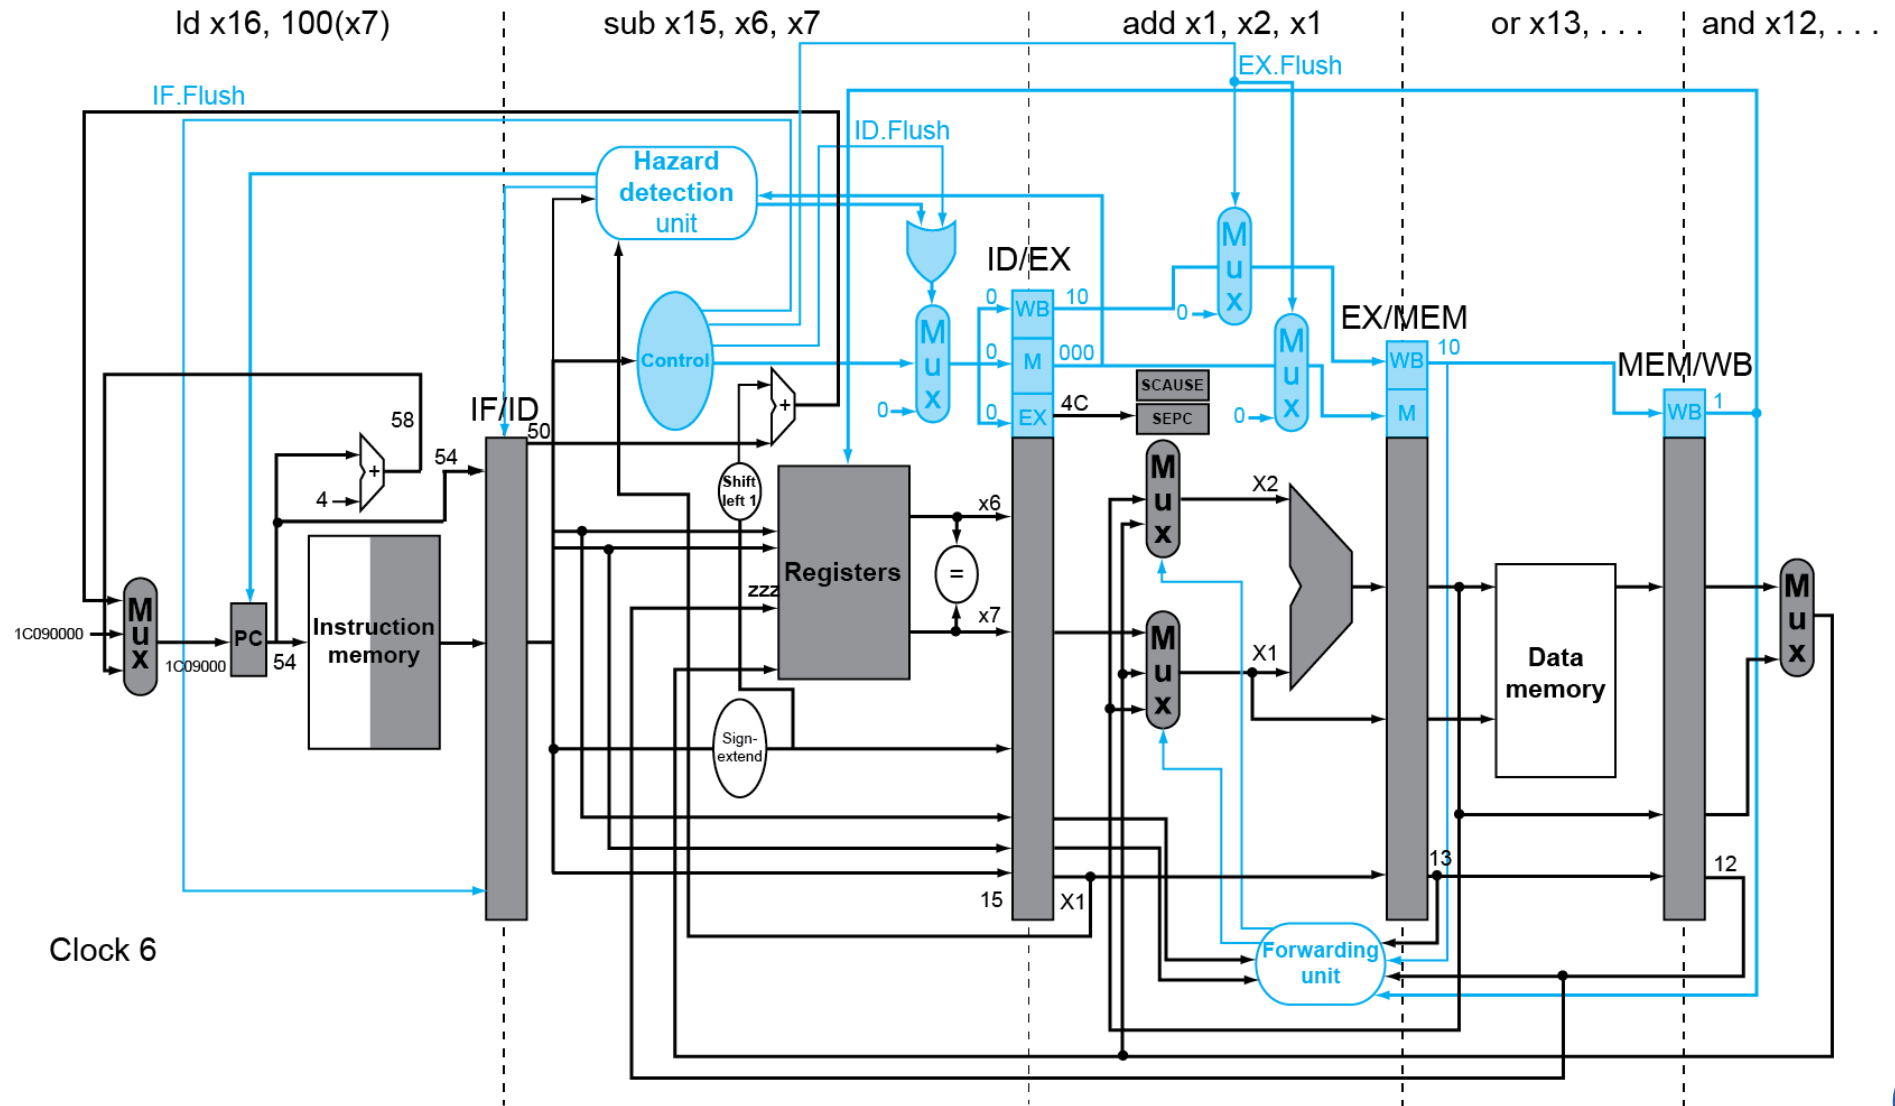 ld x16, 100(x7)
sub x15, x6, x7
add x1, x2, x1
or x13, . . .
and x12, . . .
EX.Flush
IF.Flush
ID.Flush
Hazard
detection
unit
M
u
x
0
ID/EX
0
WB
10
0
M
000
0
EX
4C
Control
M
u
x
0
M
u
x
0
EX/MEM
WB
10
M
MEM/WB
WB
1
SCAUSE
SEPC
IF/ID
50
58
54
4
+
+
Shift
left 1
M
u
x
X2
x6
=
x7
Registers
zzz
M
u
x
X1
1C090000
M
u
x
1C09000
PC
54
Instruction
memory
Data
memory
M
u
x
Sign-
extend
15
X1
13
12
Forwarding
unit
Clock 6